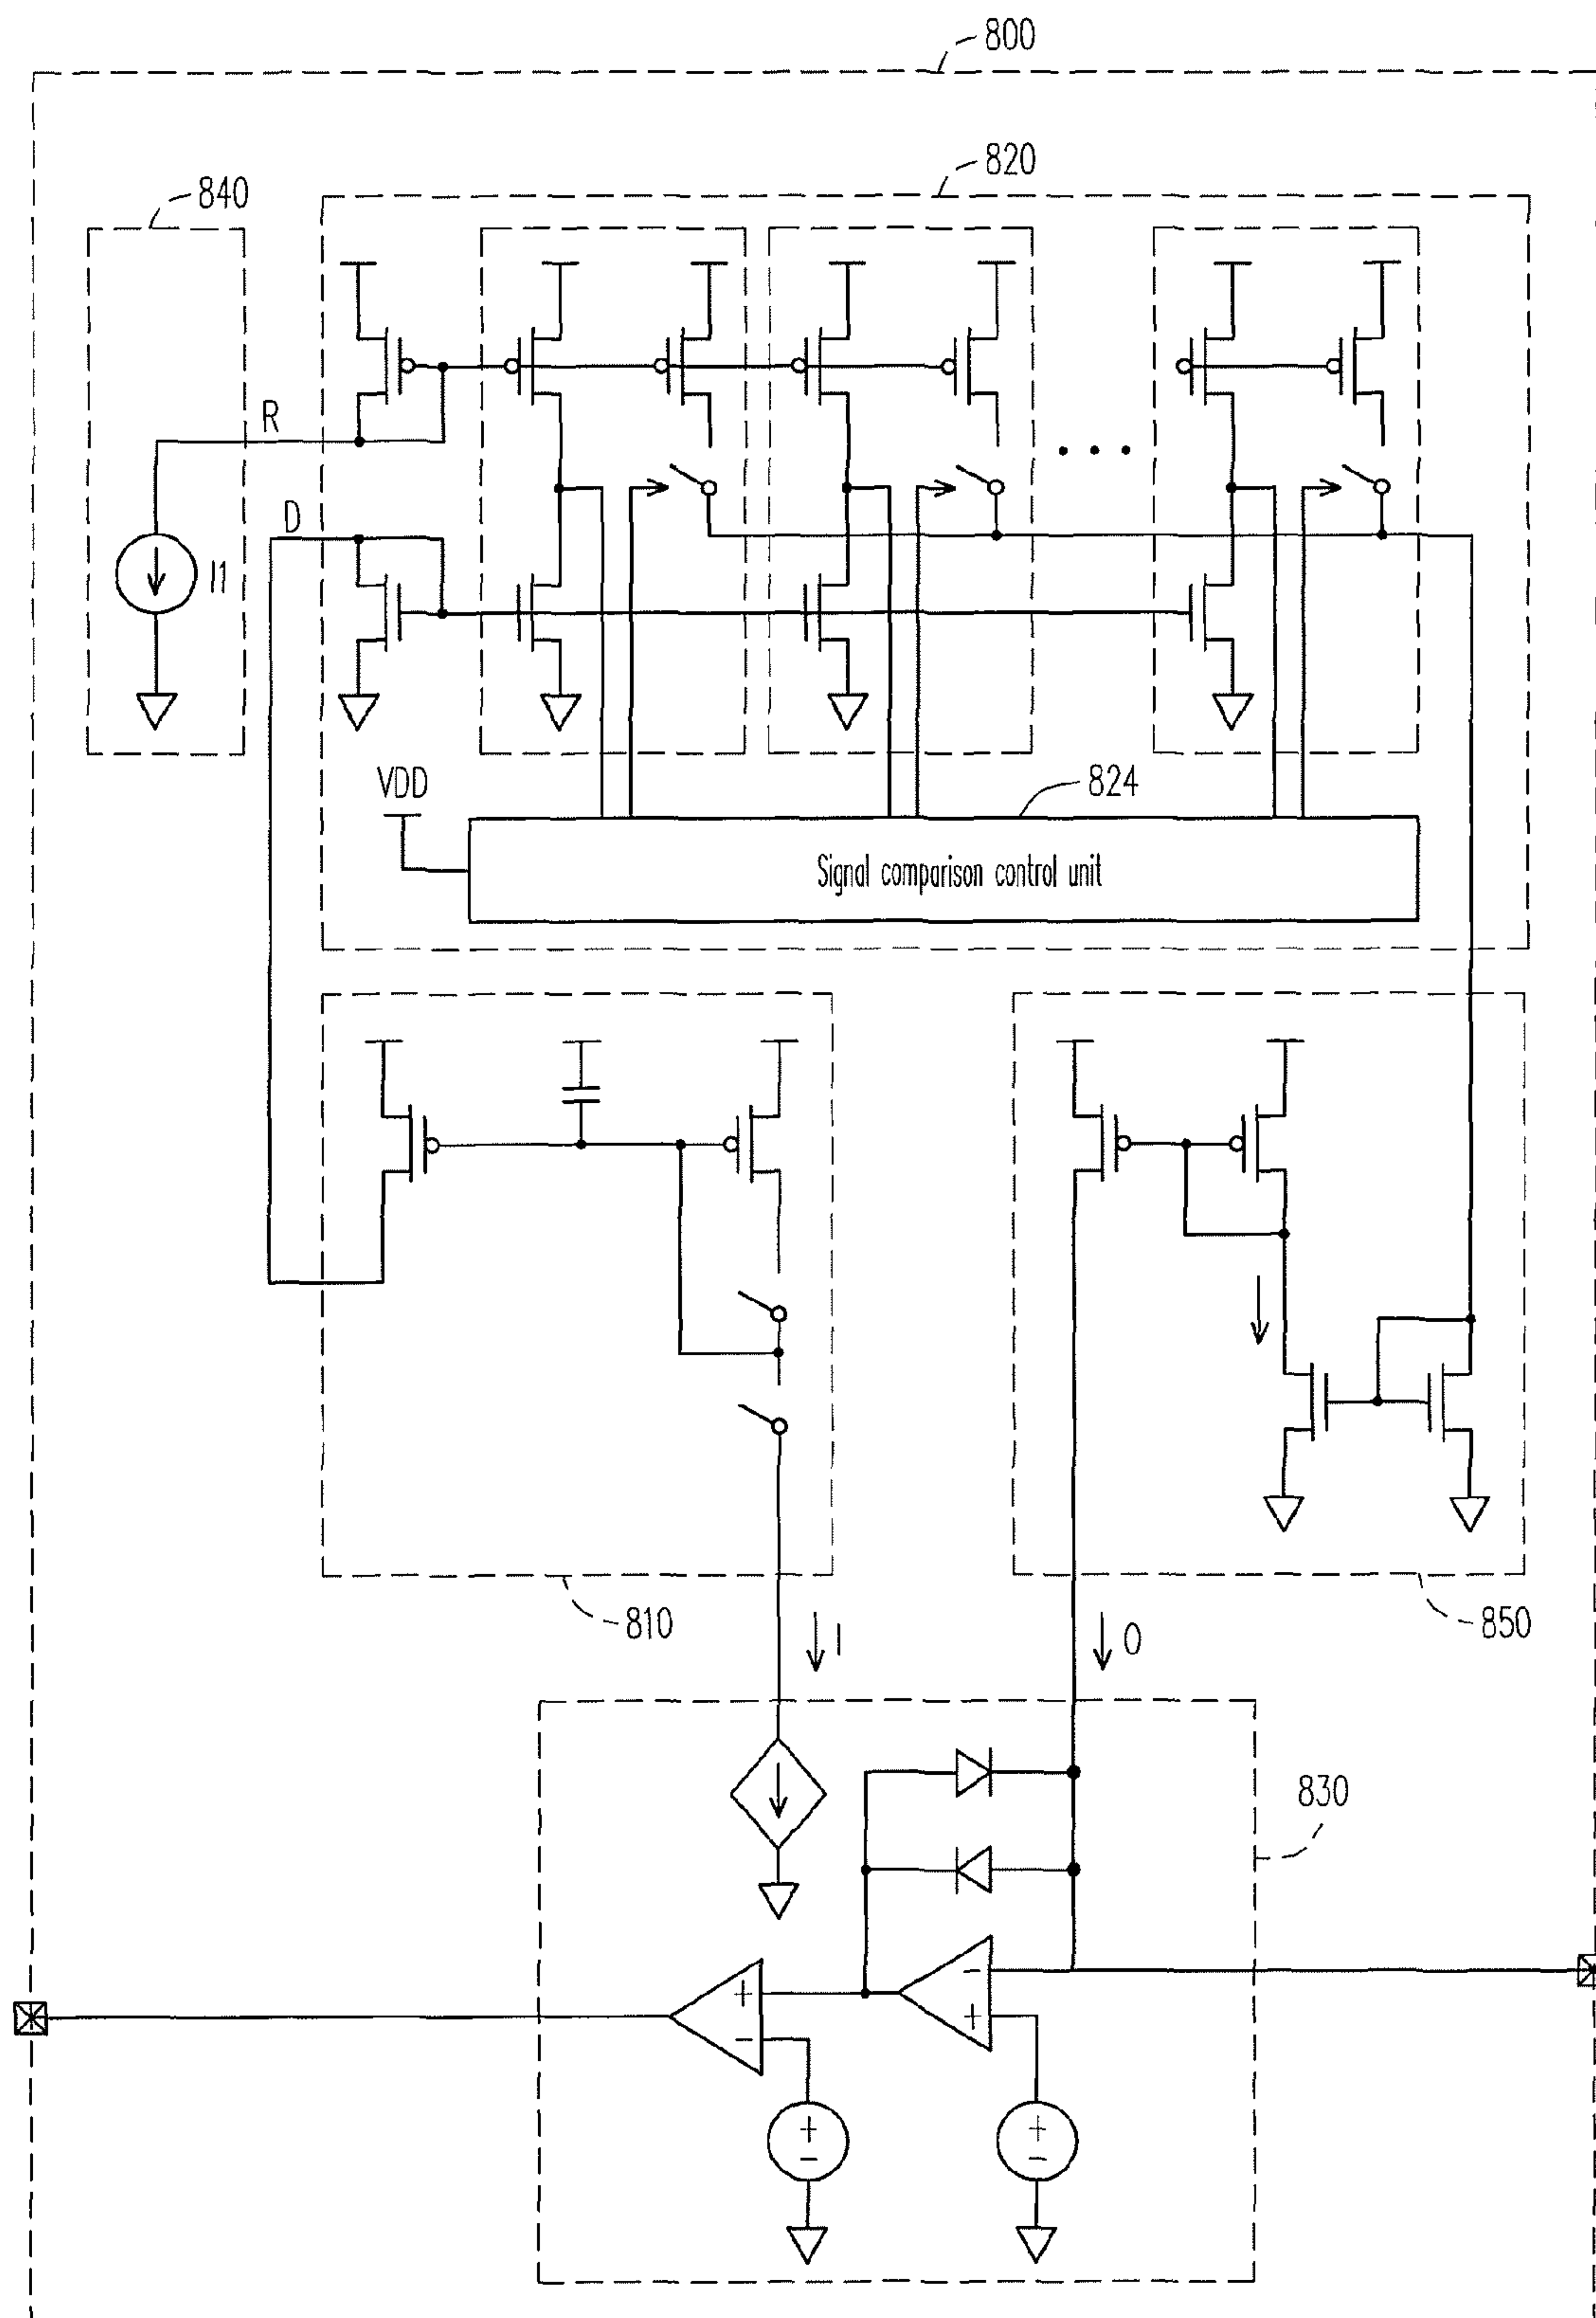 800
820
840
R
D
I1
VDD
824
Signal comparison control unit
810
850
I
O
830
+
−
−
+
+
−
+
−